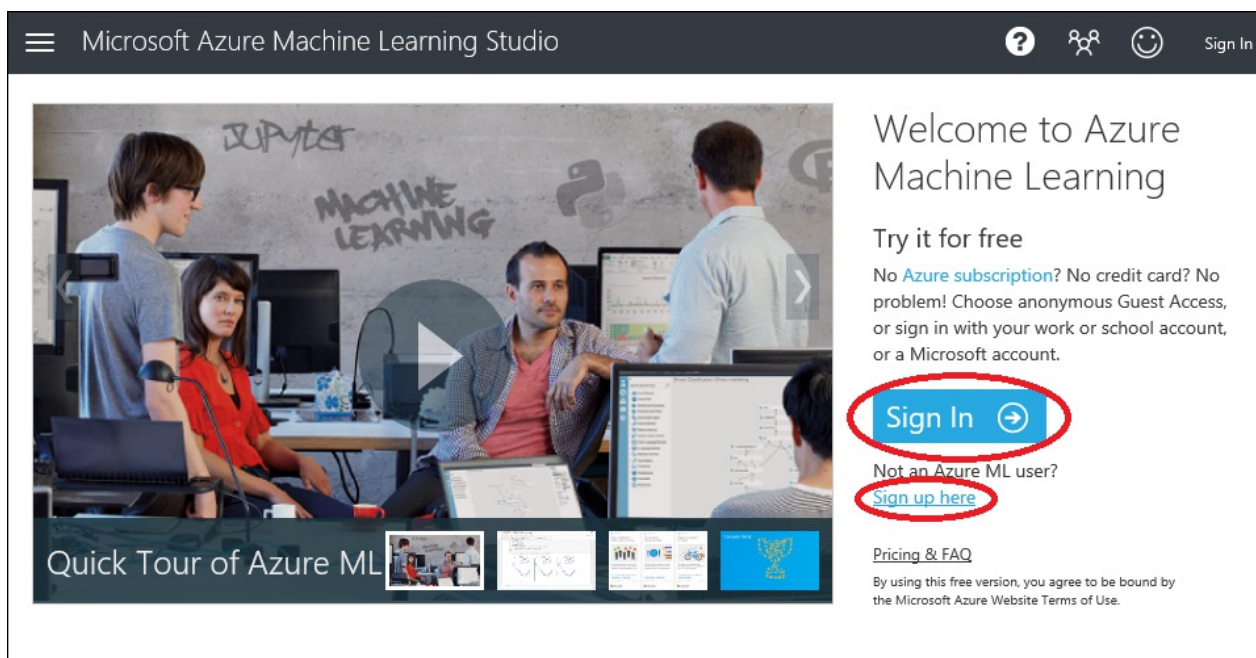 Microsoft Azure Machine Learning Studio
Sign In
JUPyter
MACHINE
LEARNING
R
Quick Tour of Azure ML
Welcome to Azure
Machine Learning
Try it for free
No Azure subscription? No credit card? No
problem! Choose anonymous Guest Access,
or sign in with your work or school account,
or a Microsoft account.
Sign In
Not an Azure ML user?
Sign up here
Pricing & FAQ
By using this free version, you agree to be bound by
the Microsoft Azure Website Terms of Use.